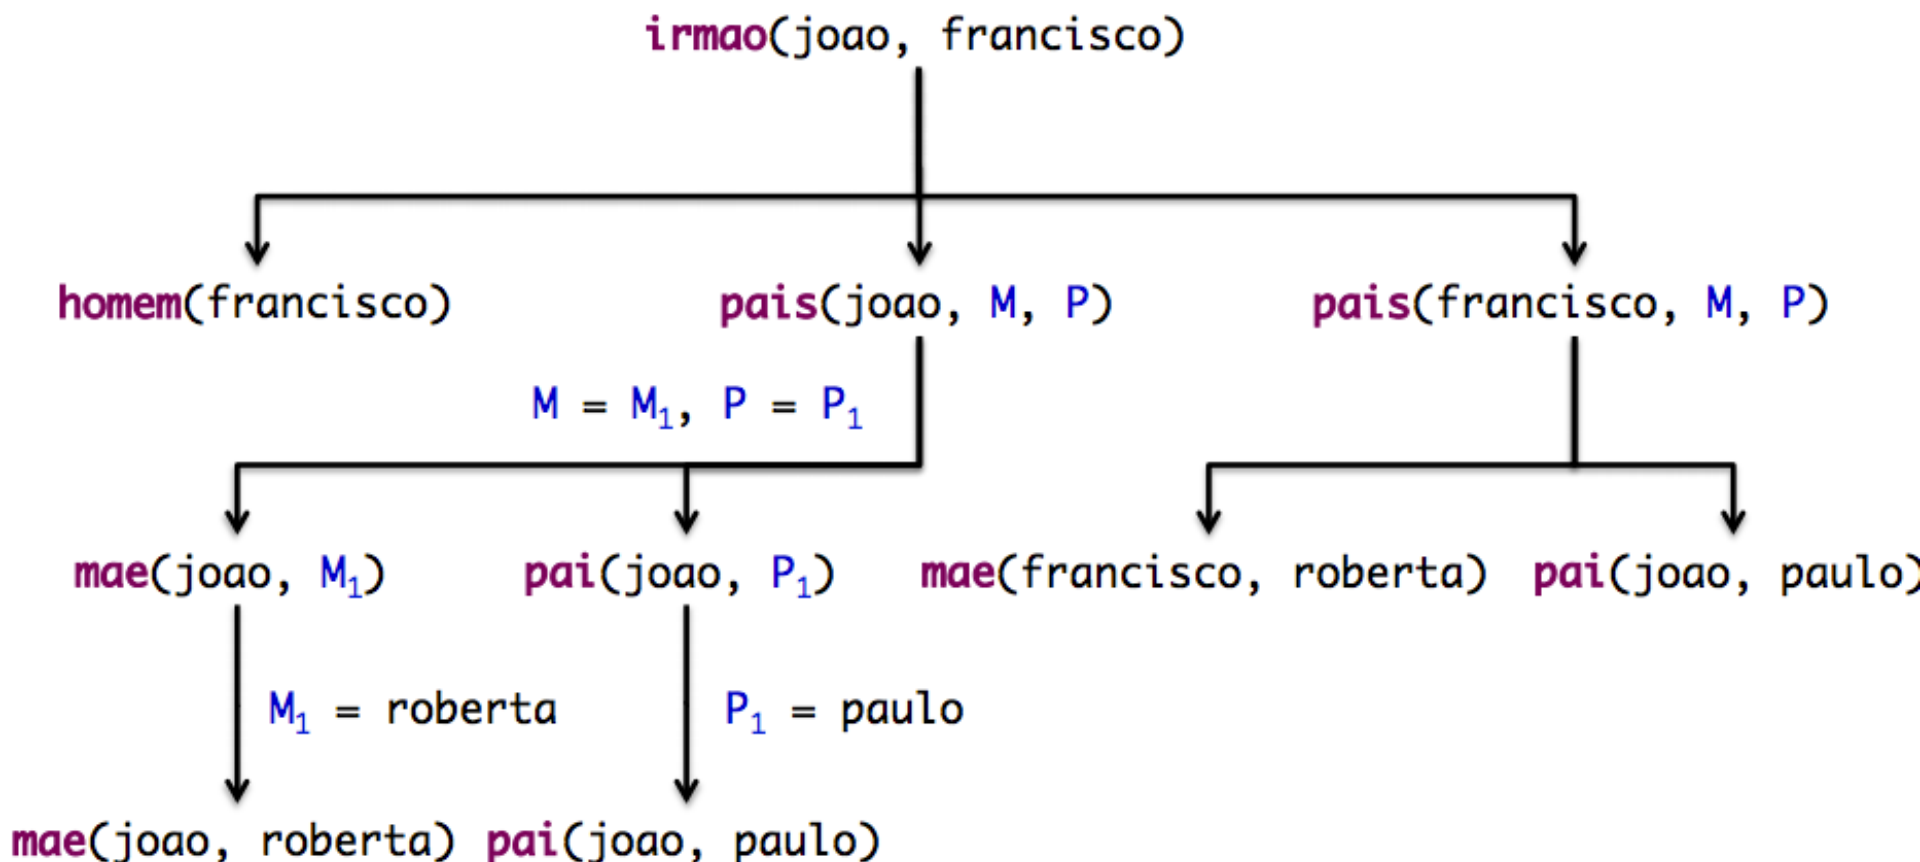 irmao(joao, francisco)
homem(francisco) pais(joao, M, P) pais(francisco, M, P)
M = M₁, P = P₁
mae(joao, M₁) pai(joao, P₁) mae(francisco, roberta) pai(joao, paulo)
M₁ = roberta P₁ = paulo
mae(joao, roberta) pai(joao, paulo)